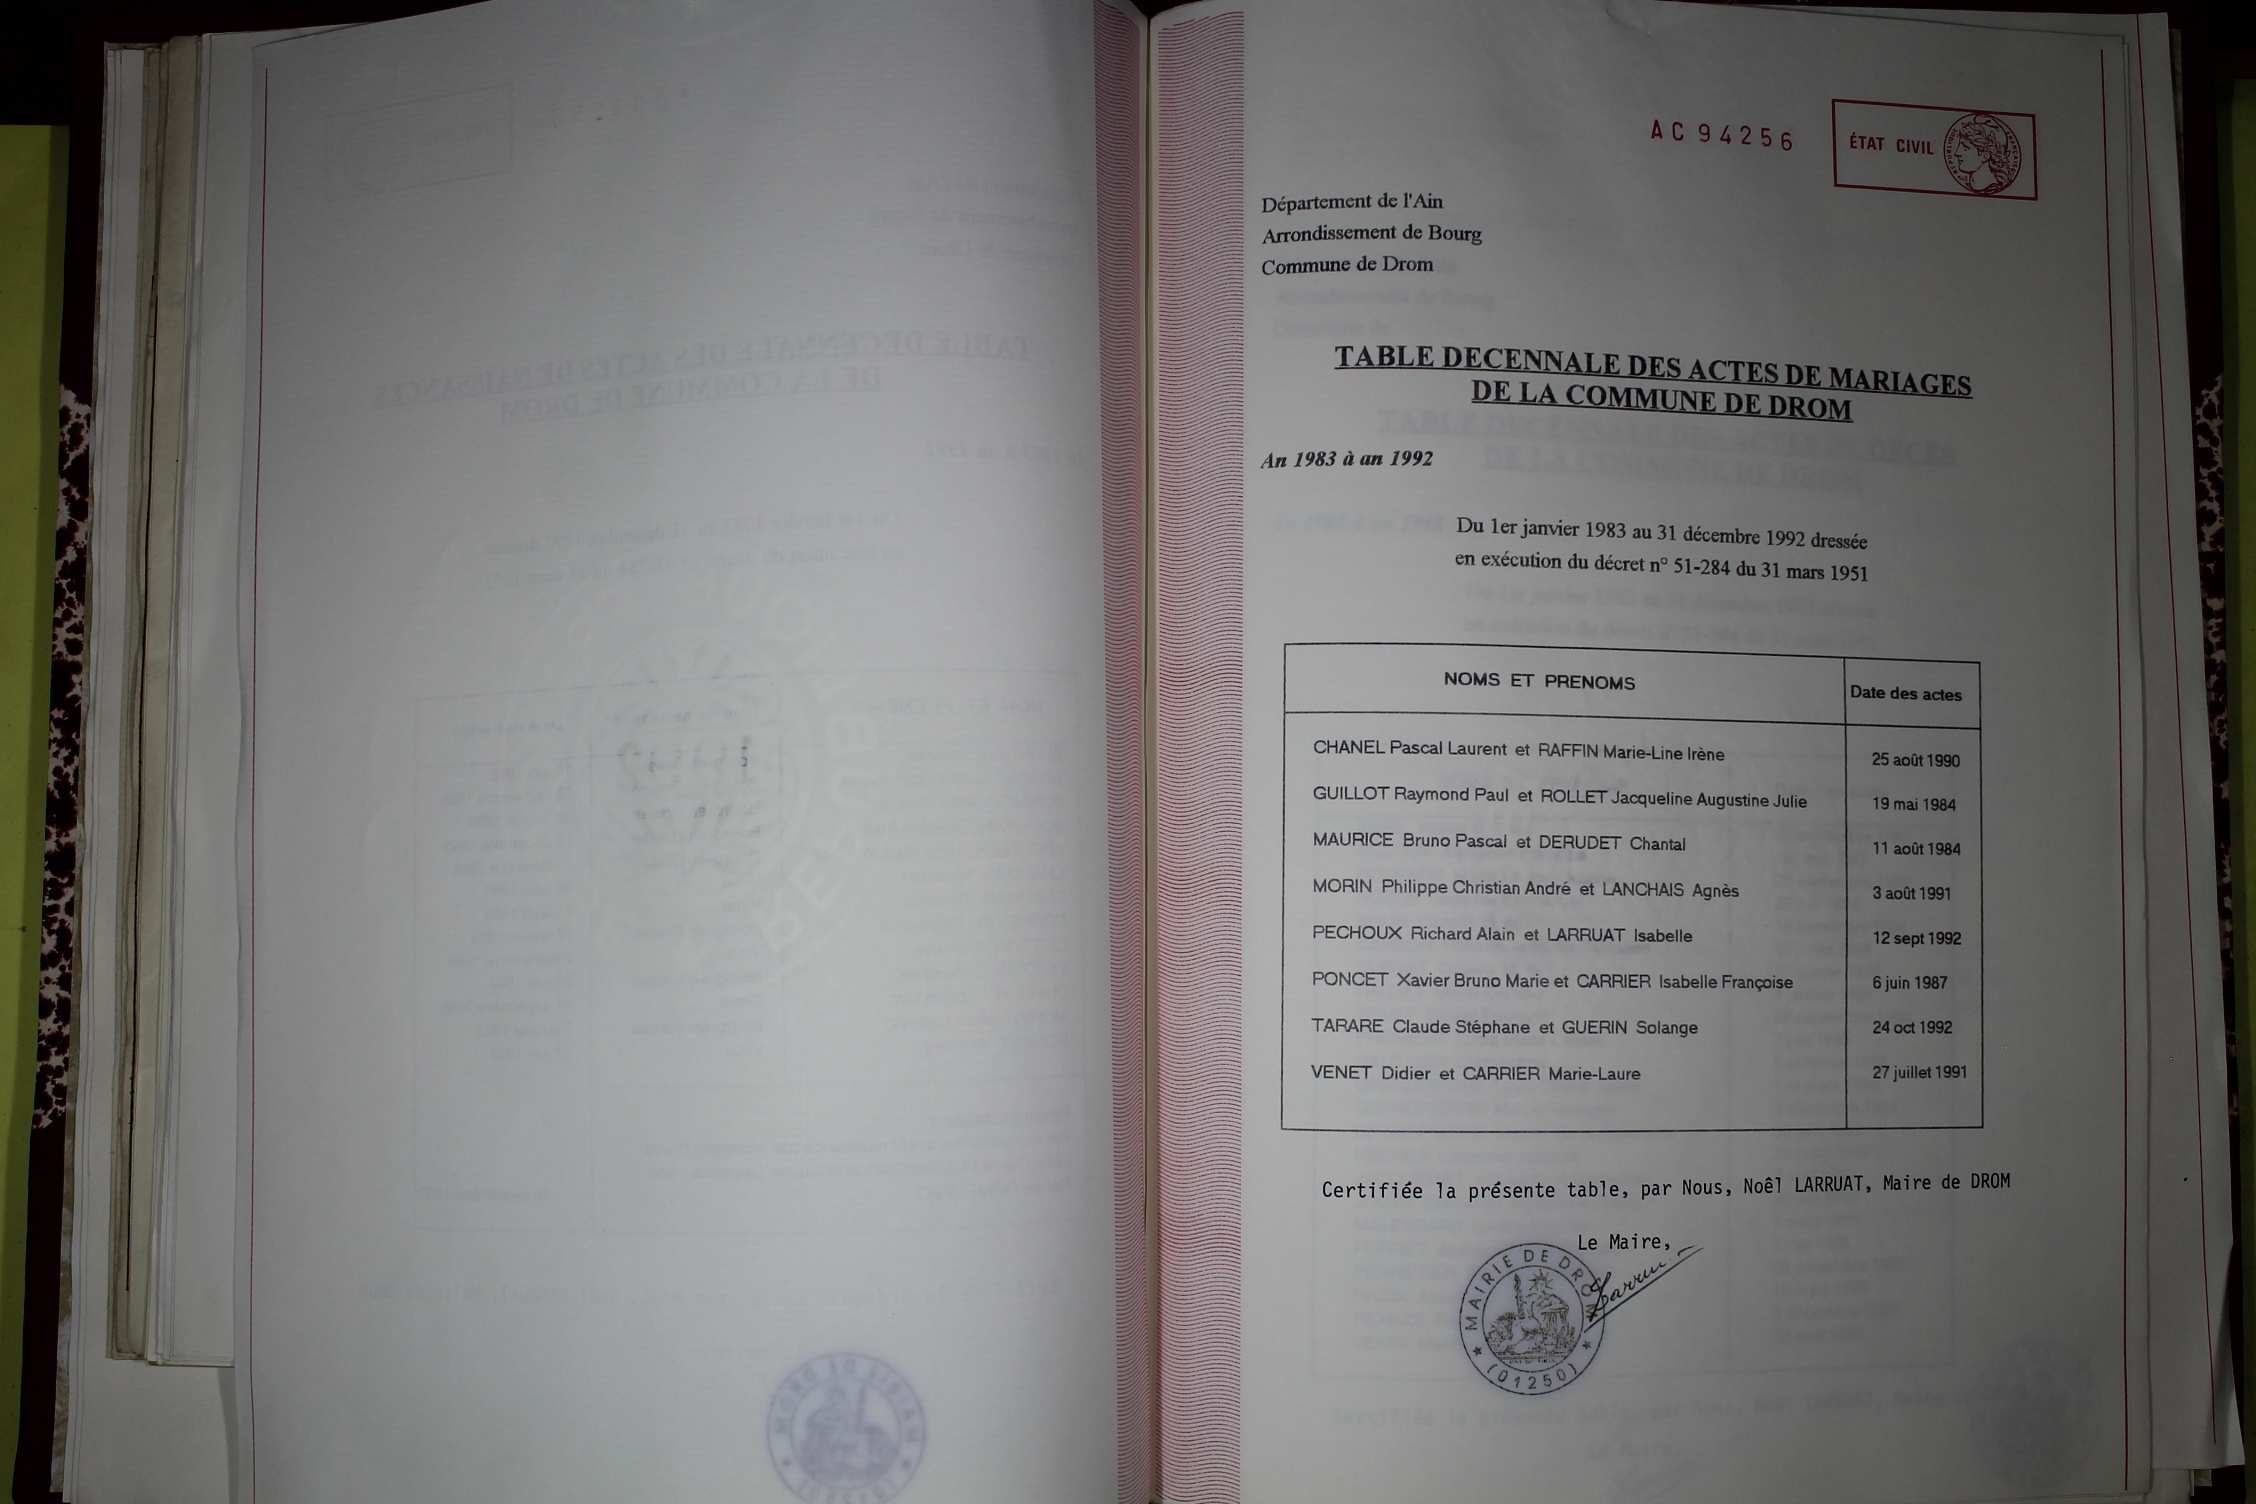 AC 94256
ÉTAT CIVIL
Département de l'Ain
Arrondissement de Bourg
Commune de Drom
TABLE DECENNALE DES ACTES DE MARIAGES
DE LA COMMUNE DE DROM
An 1983 à an 1992
Du 1er janvier 1983 au 31 décembre 1992 dressée
en exécution du décret n° 51-284 du 31 mars 1951
NOMS ET PRENOMS Date des actes
CHANEL Pascal Laurent et RAFFIN Marie-Line Irène 25 août 1990
GUILLOT Raymond Paul et ROLLET Jacqueline Augustine Julie 19 mai 1984
MAURICE Bruno Pascal et DERUDET Chantal 11 août 1984
MORIN Philippe Christian André et LANCHAIS Agnès 3 août 1991
PECHOUX Richard Alain et LARRUAT Isabelle 12 sept 1992
PONCET Xavier Bruno Marie et CARRIER Isabelle Françoise 6 juin 1987
TARARE Claude Stéphane et GUERIN Solange 24 oct 1992
VENET Didier et CARRIER Marie-Laure 27 juillet 1991
Certifiée la présente table, par Nous, Noêl LARRUAT, Maire de DROM
Le Maire,
MAIRIE DE DROM
(01250)